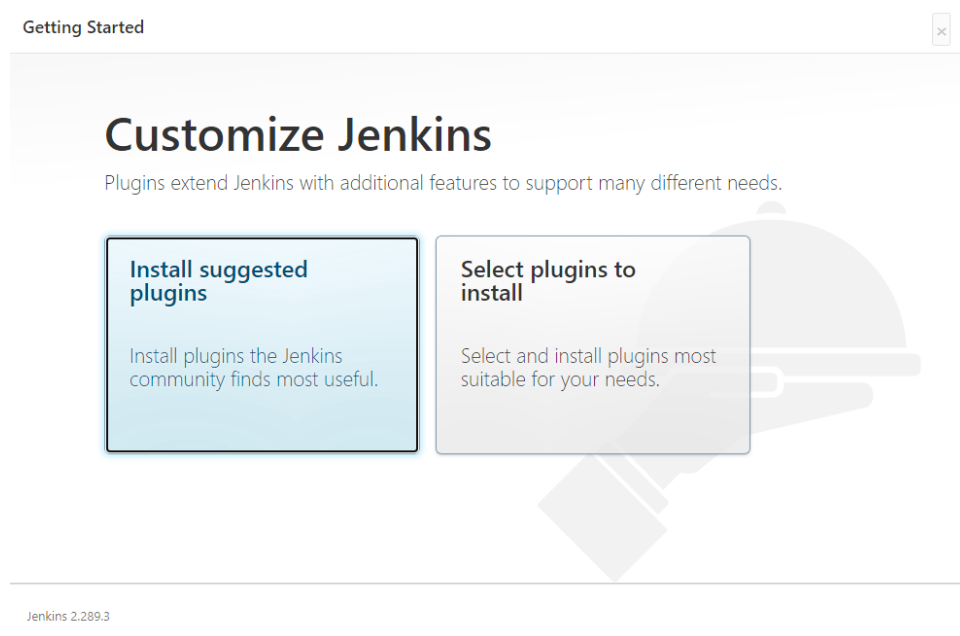 Getting Started
×
Customize Jenkins
Plugins extend Jenkins with additional features to support many different needs.
Install suggested
plugins
Install plugins the Jenkins
community finds most useful.
Select plugins to
install
Select and install plugins most
suitable for your needs.
Jenkins 2.289.3